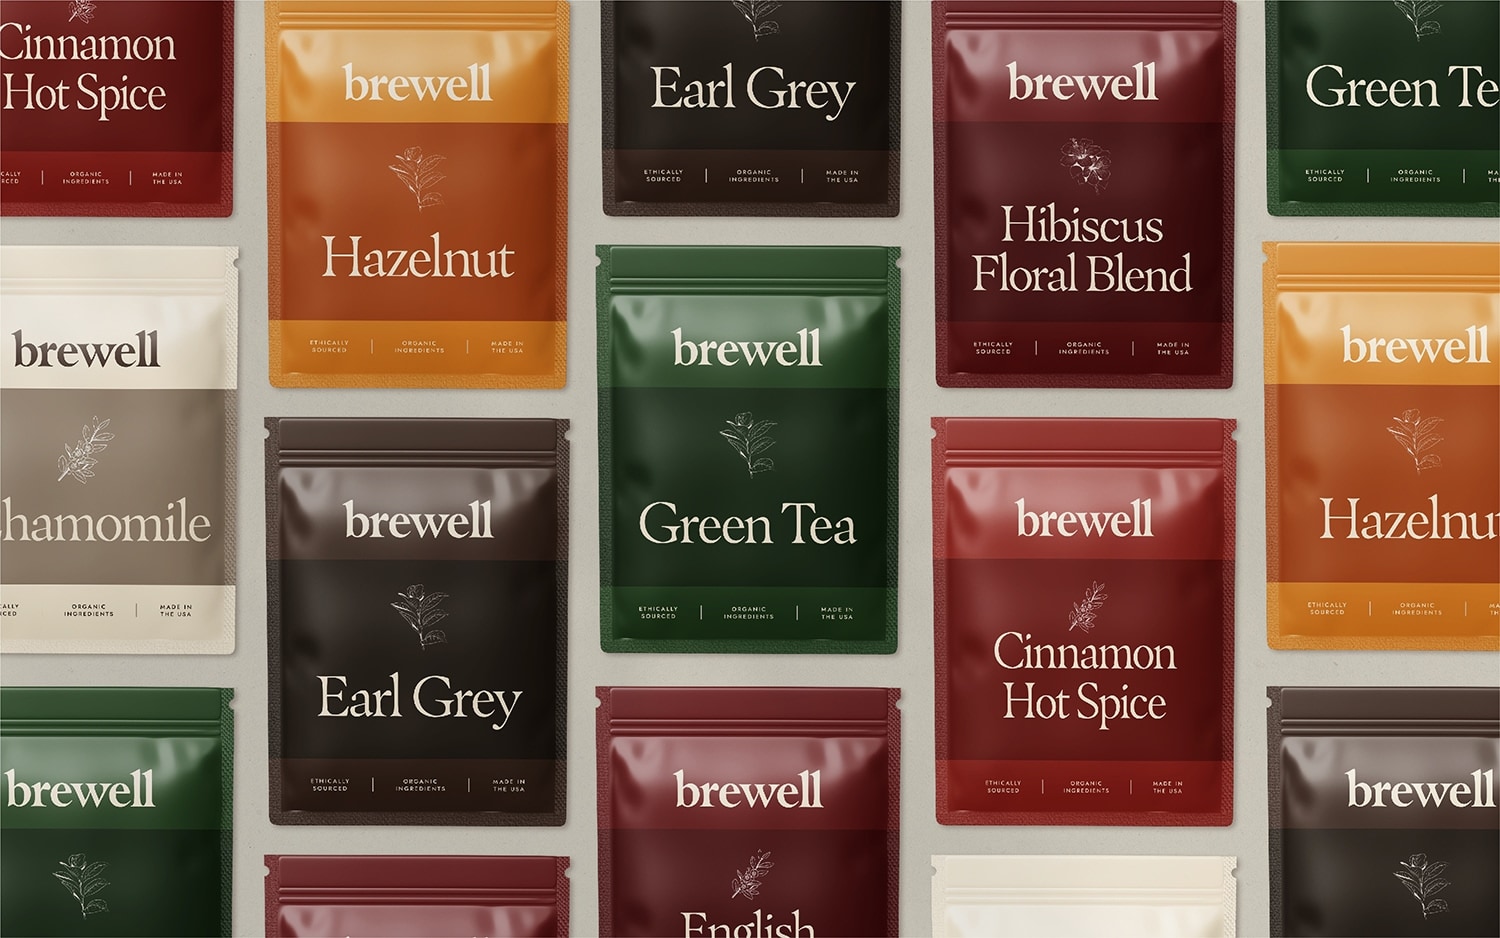 Cinnamon
Hot Spice
ORGANIC
INGREDIENTS
MADE IN
THE USA
brewell
Hazelnut
ETHICALLY
SOURCED
ORGANIC
INGREDIENTS
MADE IN
THE USA
Earl Grey
ETHICALLY
SOURCED
ORGANIC
INGREDIENTS
MADE IN
THE USA
brewell
Hibiscus
Floral Blend
ETHICALLY
SOURCED
ORGANIC
INGREDIENTS
MADE IN
THE USA
Green Te
ETHICALLY
SOURCED
ORGANIC
INGREDIENTS
brewell
hamomile
ORGANIC
INGREDIENTS
MADE IN
THE USA
brewell
Earl Grey
ETHICALLY
SOURCED
ORGANIC
INGREDIENTS
MADE IN
THE USA
brewell
Green Tea
ETHICALLY
SOURCED
ORGANIC
INGREDIENTS
MADE IN
THE USA
brewell
Cinnamon
Hot Spice
ETHICALLY
SOURCED
ORGANIC
INGREDIENTS
MADE IN
THE USA
brewell
Hazelnut
ETHICALLY
SOURCED
ORGANIC
INGREDIENTS
brewell
brewell
English
brewell